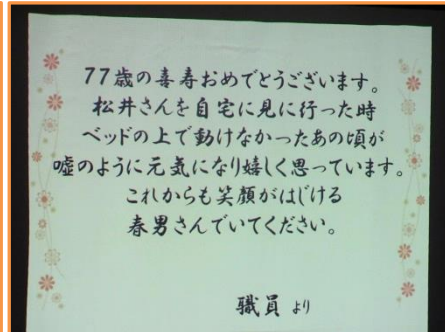 77歳の喜寿おめでとうございます。
松井さんを自宅に見に行った時
ベッドの上で動けなかったあの頃が
嘘のように元気になり嬉しく思っています。
これからも笑顔がはじける
春男さんでいてください。
職員 より